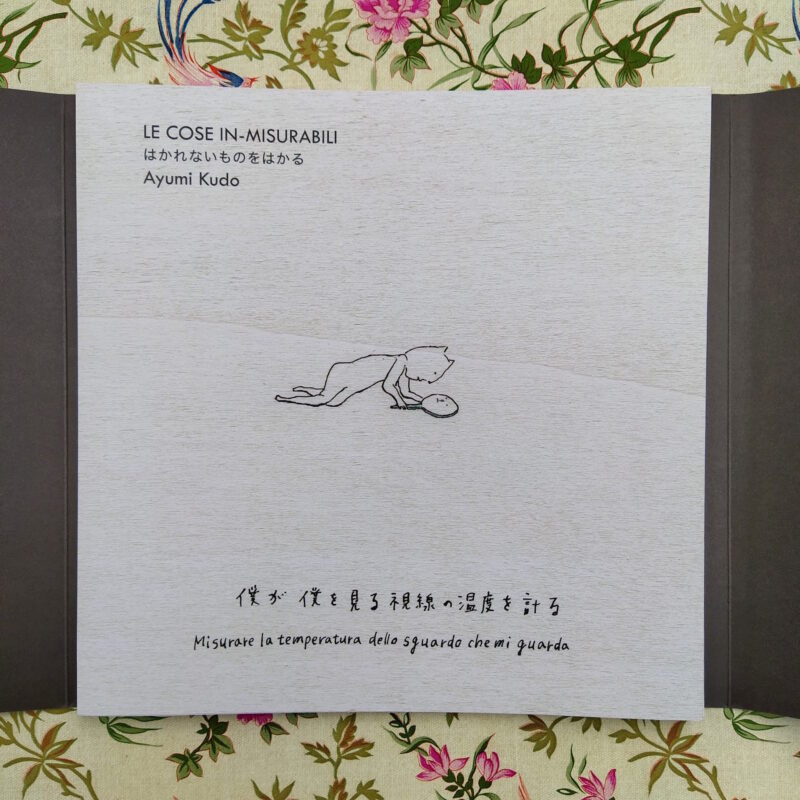 LE COSE IN-MISURABILI
はかれないものをはかる
Ayumi Kudo
僕が 僕を見る視線の温度を計る
Misurare la temperatura dello sguardo che mi guarda